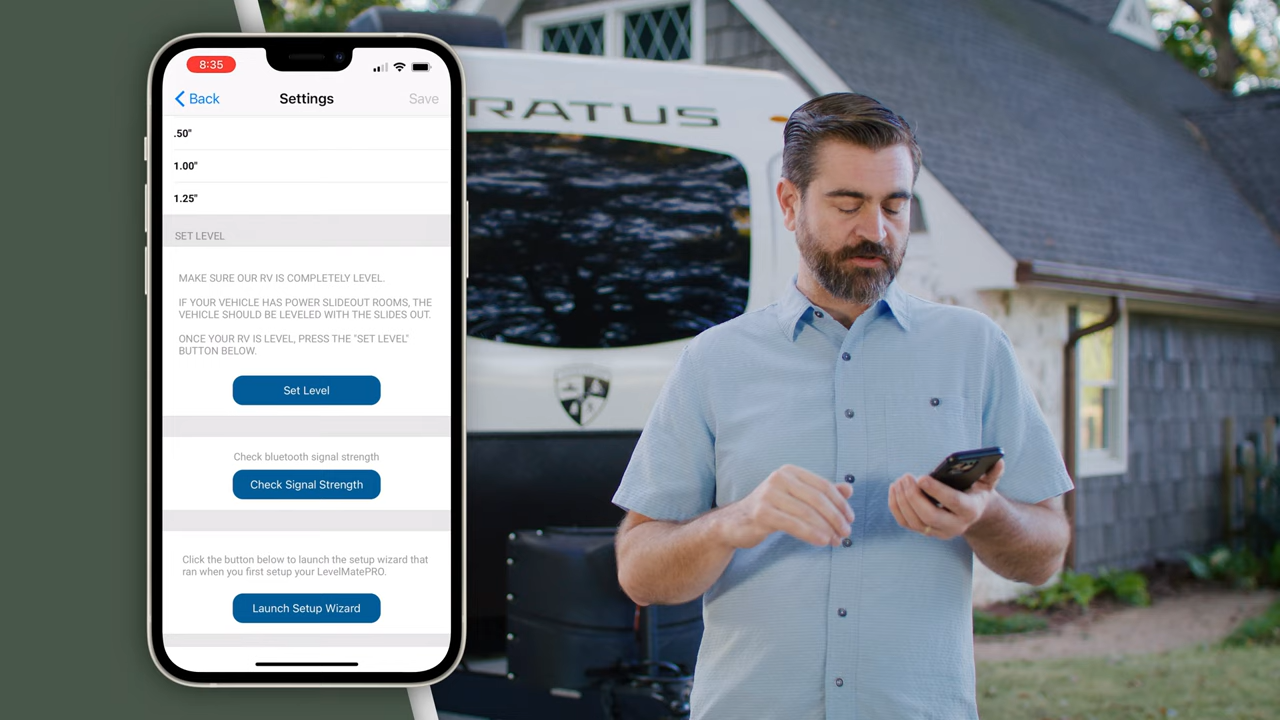 8:35
Back Settings Save
.50"
1.00"
1.25"
SET LEVEL
MAKE SURE OUR RV IS COMPLETELY LEVEL.
IF YOUR VEHICLE HAS POWER SLIDEOUT ROOMS, THE
VEHICLE SHOULD BE LEVELED WITH THE SLIDES OUT.
ONCE YOUR RV IS LEVEL, PRESS THE "SET LEVEL"
BUTTON BELOW.
Set Level
Check bluetooth signal strength
Check Signal Strength
Click the button below to launch the setup wizard that
ran when you first setup your LevelMatePRO.
Launch Setup Wizard
RATUS